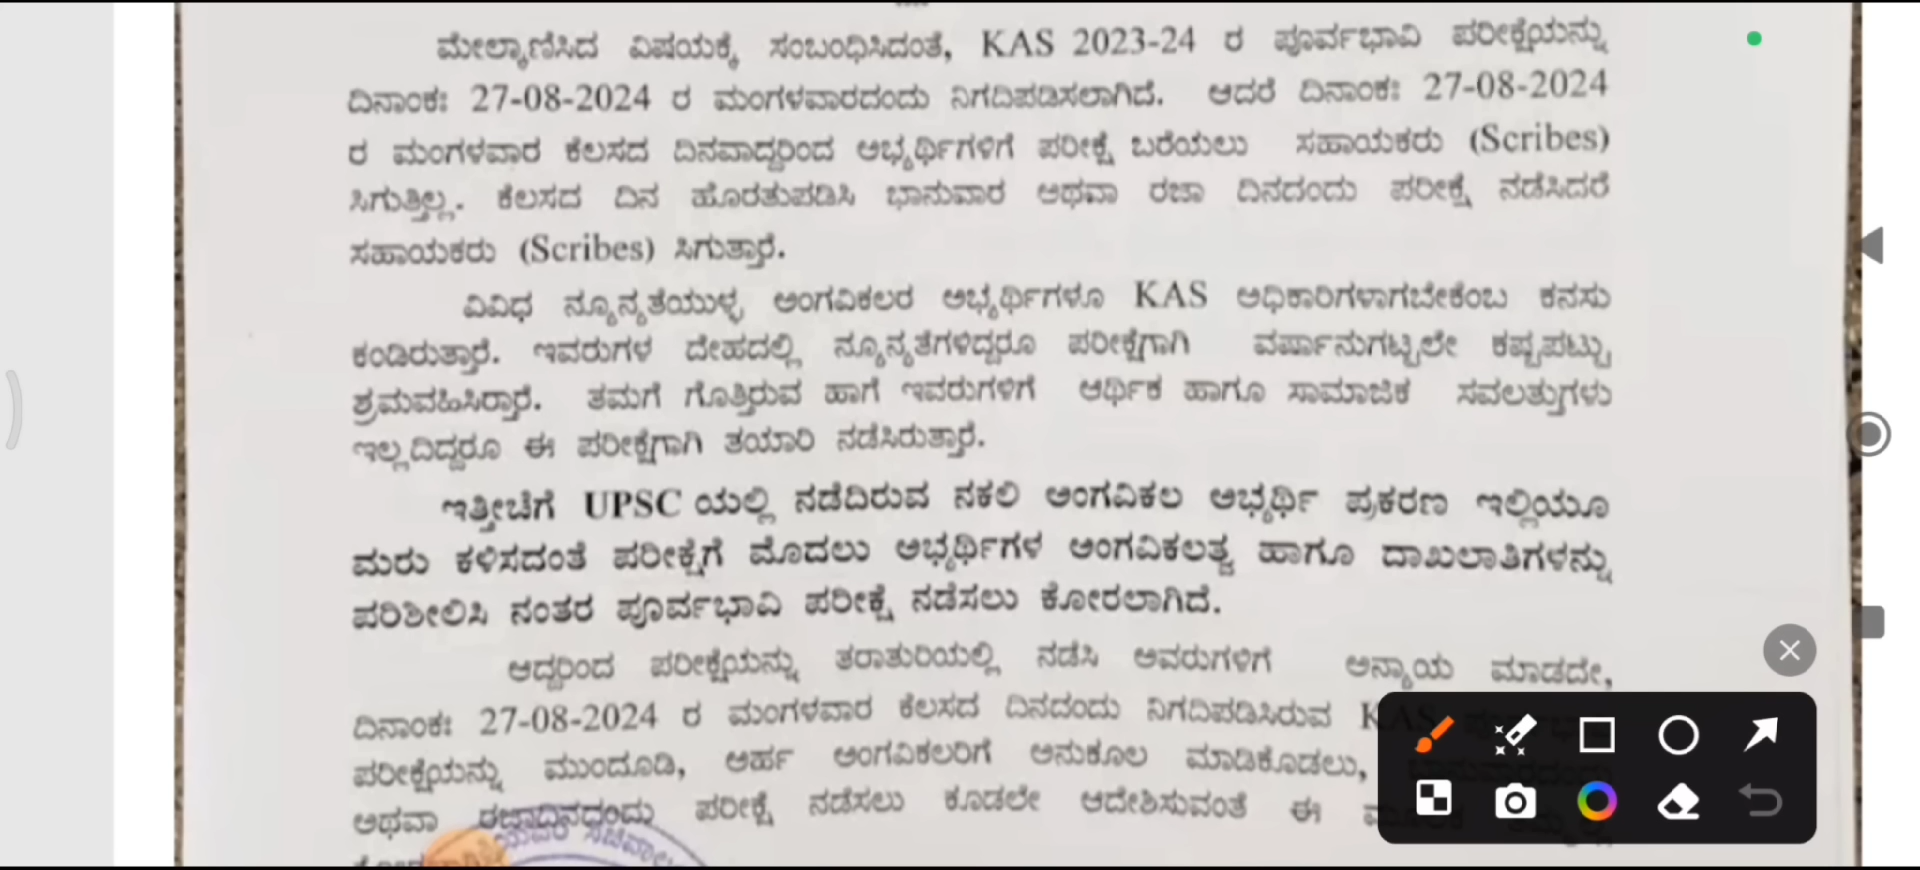 ಮೇಲ್ಕಾಣಿಸಿದ ವಿಷಯಕ್ಕೆ ಸಂಬಂಧಿಸಿದಂತೆ, KAS 2023-24 ರ ಪೂರ್ವಭಾವಿ ಪರೀಕ್ಷೆಯನ್ನು
ದಿನಾಂಕಃ 27-08-2024 ರ ಮಂಗಳವಾರದಂದು ನಿಗದಿಪಡಿಸಲಾಗಿದೆ. ಆದರೆ ದಿನಾಂಕಃ 27-08-2024
ರ ಮಂಗಳವಾರ ಕೆಲಸದ ದಿನವಾದ್ದರಿಂದ ಅಭ್ಯರ್ಥಿಗಳಿಗೆ ಪರೀಕ್ಷೆ ಬರೆಯಲು ಸಹಾಯಕರು (Scribes)
ಸಿಗುತ್ತಿಲ್ಲ. ಕೆಲಸದ ದಿನ ಹೊರತುಪಡಿಸಿ ಭಾನುವಾರ ಅಥವಾ ರಜಾ ದಿನದಂದು ಪರೀಕ್ಷೆ ನಡೆಸಿದರೆ
ಸಹಾಯಕರು (Scribes) ಸಿಗುತ್ತಾರೆ.
ವಿವಿಧ ನ್ಯೂನ್ಯತೆಯುಳ್ಳ ಅಂಗವಿಕಲರ ಅಭ್ಯರ್ಥಿಗಳೂ KAS ಅಧಿಕಾರಿಗಳಾಗಬೇಕೆಂಬ ಕನಸು
ಕಂಡಿರುತ್ತಾರೆ. ಇವರುಗಳ ದೇಹದಲ್ಲಿ ನ್ಯೂನ್ಯತೆಗಳಿದ್ದರೂ ಪರೀಕ್ಷೆಗಾಗಿ ವರ್ಷಾನುಗಟ್ಟಲೇ ಕಷ್ಟಪಟ್ಟು
ಶ್ರಮವಹಿಸಿರ‍್ತಾರೆ. ತಮಗೆ ಗೊತ್ತಿರುವ ಹಾಗೆ ಇವರುಗಳಿಗೆ ಆರ್ಥಿಕ ಹಾಗೂ ಸಾಮಾಜಿಕ ಸವಲತ್ತುಗಳು
ಇಲ್ಲದಿದ್ದರೂ ಈ ಪರೀಕ್ಷೆಗಾಗಿ ತಯಾರಿ ನಡೆಸಿರುತ್ತಾರೆ.
ಇತ್ತೀಚೆಗೆ UPSC ಯಲ್ಲಿ ನಡೆದಿರುವ ನಕಲಿ ಅಂಗವಿಕಲ ಅಭ್ಯರ್ಥಿ ಪ್ರಕರಣ ಇಲ್ಲಿಯೂ
ಮರು ಕಳಿಸದಂತೆ ಪರೀಕ್ಷೆಗೆ ಮೊದಲು ಅಭ್ಯರ್ಥಿಗಳ ಅಂಗವಿಕಲತ್ವ ಹಾಗೂ ದಾಖಲಾತಿಗಳನ್ನು
ಪರಿಶೀಲಿಸಿ ನಂತರ ಪೂರ್ವಭಾವಿ ಪರೀಕ್ಷೆ ನಡೆಸಲು ಕೋರಲಾಗಿದೆ.
ಆದ್ದರಿಂದ ಪರೀಕ್ಷೆಯನ್ನು ತರಾತುರಿಯಲ್ಲಿ ನಡೆಸಿ ಅವರುಗಳಿಗೆ ಅನ್ಯಾಯ ಮಾಡದೇ,
ದಿನಾಂಕಃ 27-08-2024 ರ ಮಂಗಳವಾರ ಕೆಲಸದ ದಿನದಂದು ನಿಗದಿಪಡಿಸಿರುವ KAS
ಪರೀಕ್ಷೆಯನ್ನು ಮುಂದೂಡಿ, ಅರ್ಹ ಅಂಗವಿಕಲರಿಗೆ ಅನುಕೂಲ ಮಾಡಿಕೊಡಲು,
ಅಥವಾ ರಜಾದಿನದಂದು ಪರೀಕ್ಷೆ ನಡೆಸಲು ಕೂಡಲೇ ಆದೇಶಿಸುವಂತೆ ಈ